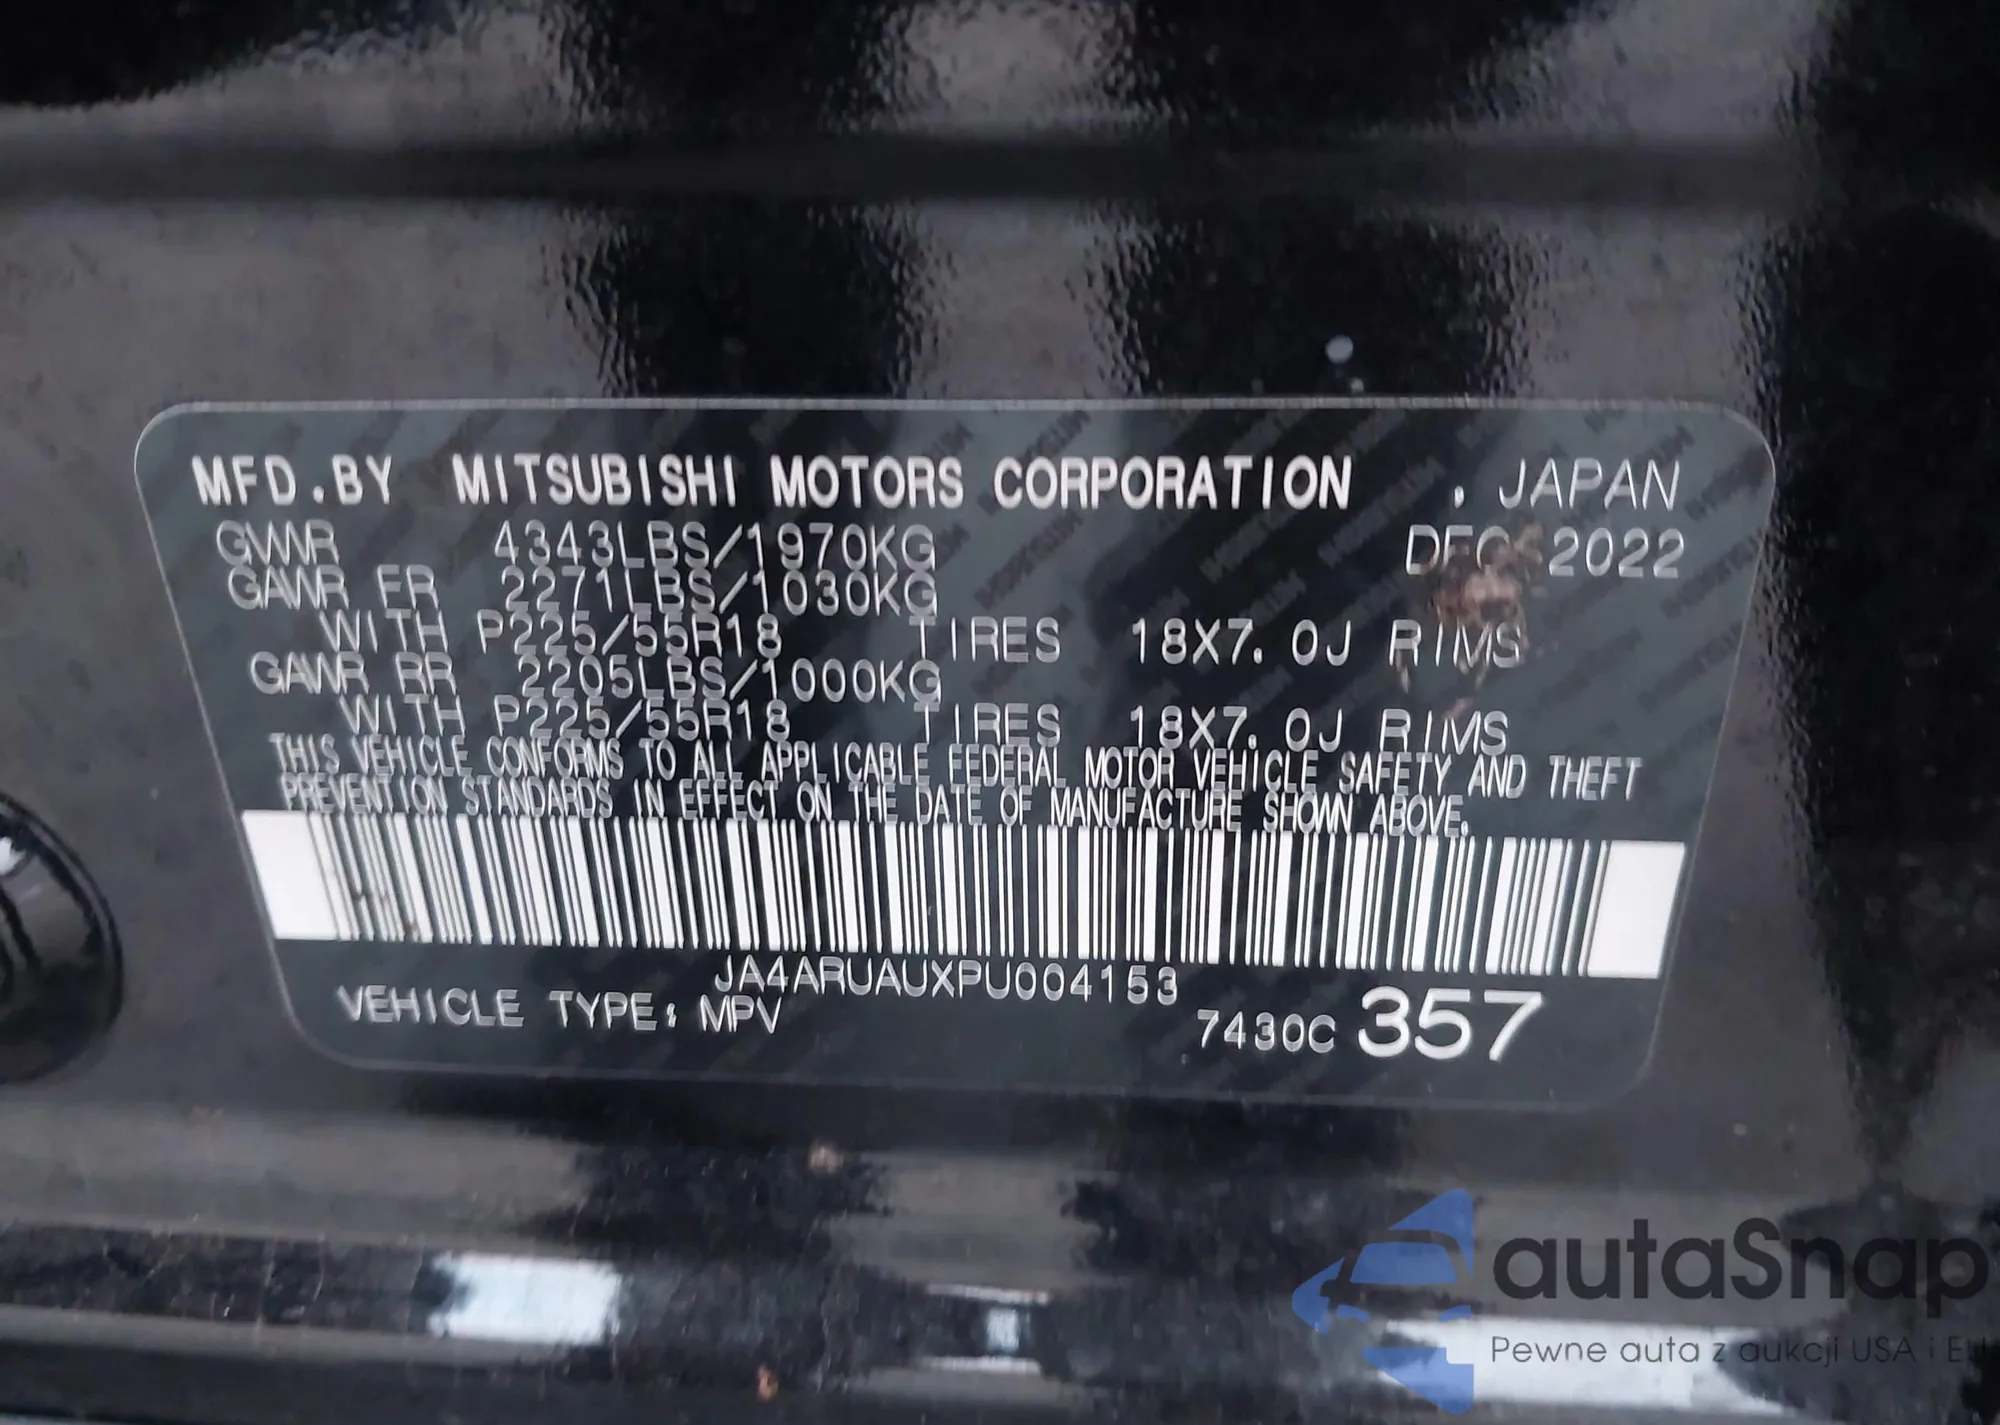 MFD.BY MITSUBISHI MOTORS CORPORATION . JAPAN
GVWR 4343LBS/1970KG DEC 2022
GAWR FR 2271LBS/1030KG
WITH P225/55R18 TIRES 18X7.0J RIMS
GAWR RR 2205LBS/1000KG
WITH P225/55R18 TIRES 18X7.0J RIMS
THIS VEHICLE CONFORMS TO ALL APPLICABLE FEDERAL MOTOR VEHICLE SAFETY AND THEFT
PREVENTION STANDARDS IN EFFECT ON THE DATE OF MANUFACTURE SHOWN ABOVE.
JA4ARUAUXPU004153
VEHICLE TYPE: MPV 7430C 357
autaSnap
Pewne auta z aukcji USA i EU